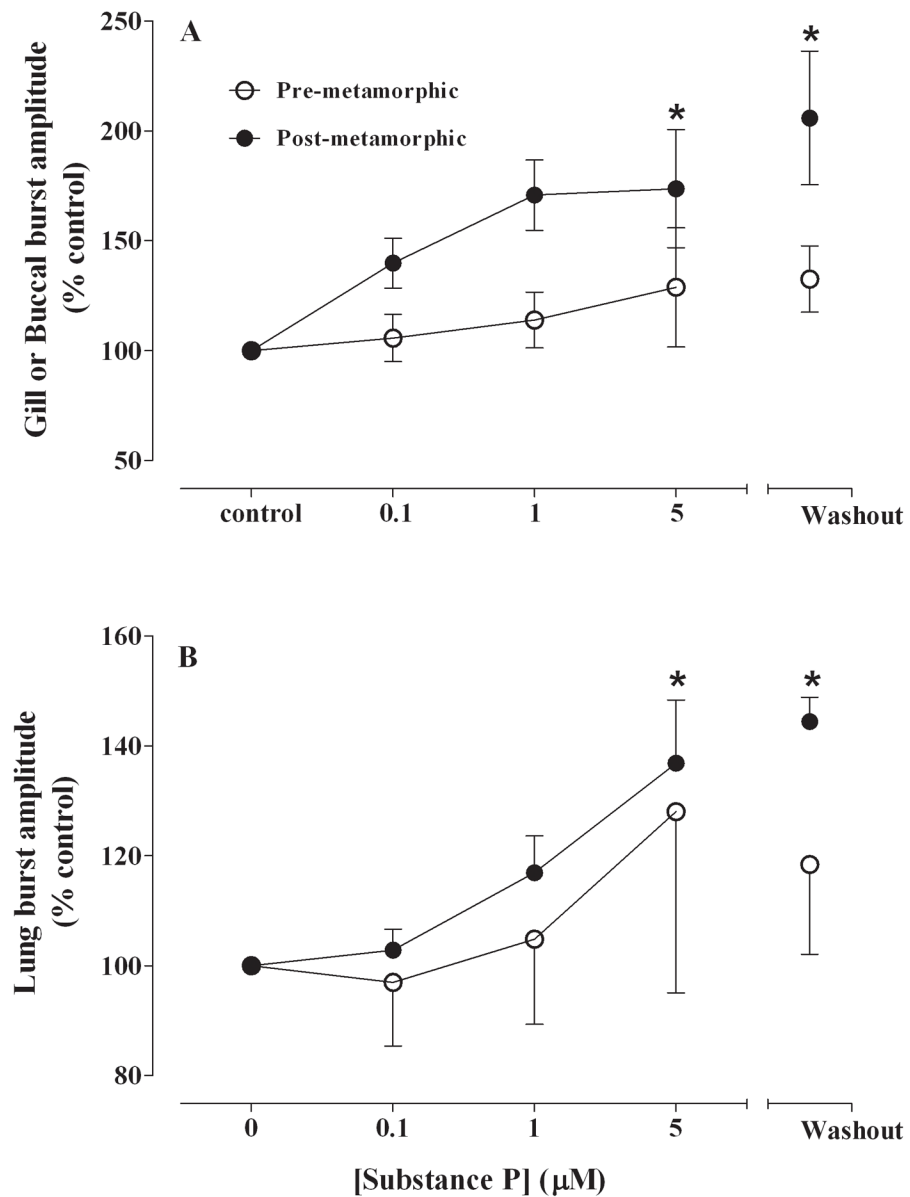 A
250
200
150
100
50
Gill or Buccal burst amplitude
(% control)
Pre-metamorphic
Post-metamorphic
*
*
control 0.1 1 5 Washout
B
160
140
120
100
80
Lung burst amplitude
(% control)
* *
0 0.1 1 5 Washout
[Substance P] (μM)